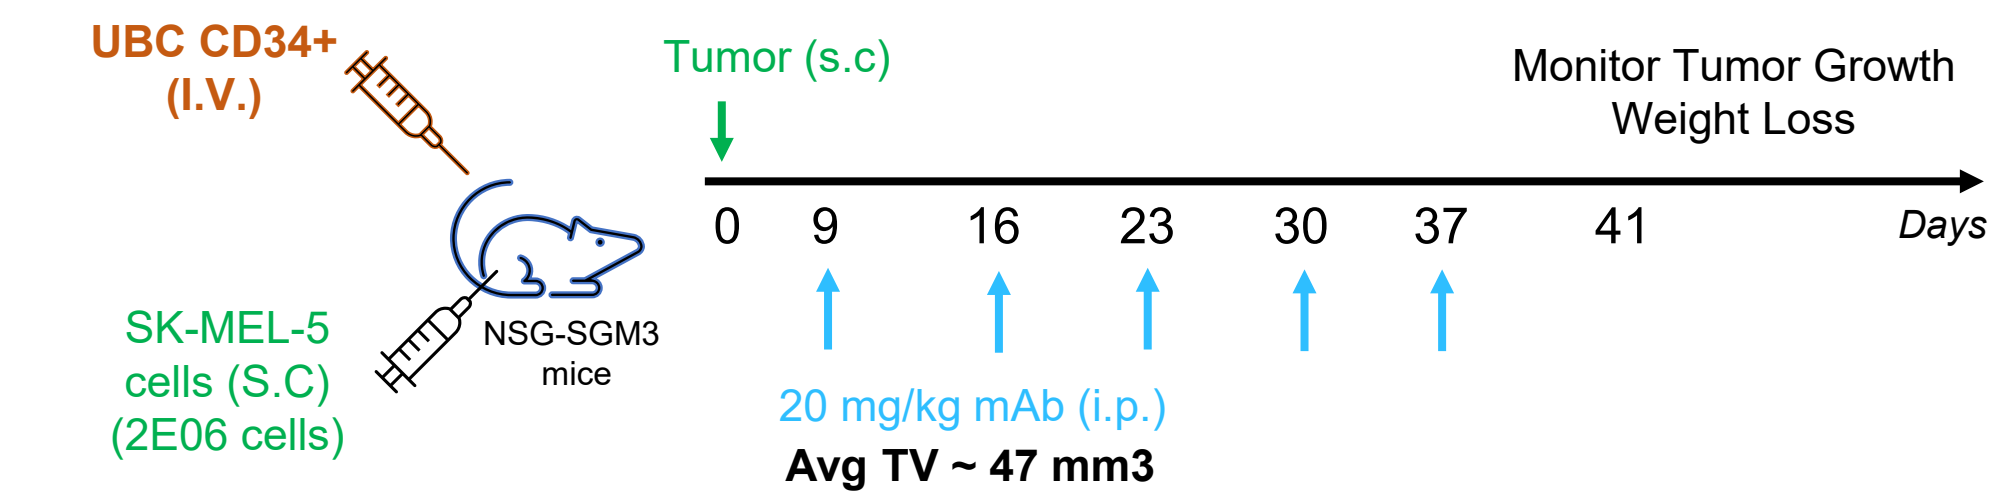 UBC CD34+
(I.V.)
SK-MEL-5
cells (S.C)
(2E06 cells)
NSG-SGM3
mice
Tumor (s.c)
Monitor Tumor Growth
Weight Loss
0 9 16 23 30 37 41 Days
20 mg/kg mAb (i.p.)
Avg TV ~ 47 mm3